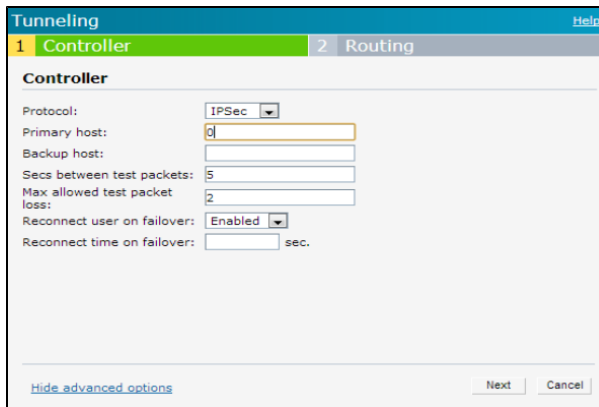 Tunneling Help
1 Controller 2 Routing
Controller
Protocol: IPSec
Primary host: 0
Backup host:
Secs between test packets: 5
Max allowed test packet
loss: 2
Reconnect user on failover: Enabled
Reconnect time on failover: sec.
Hide advanced options Next Cancel